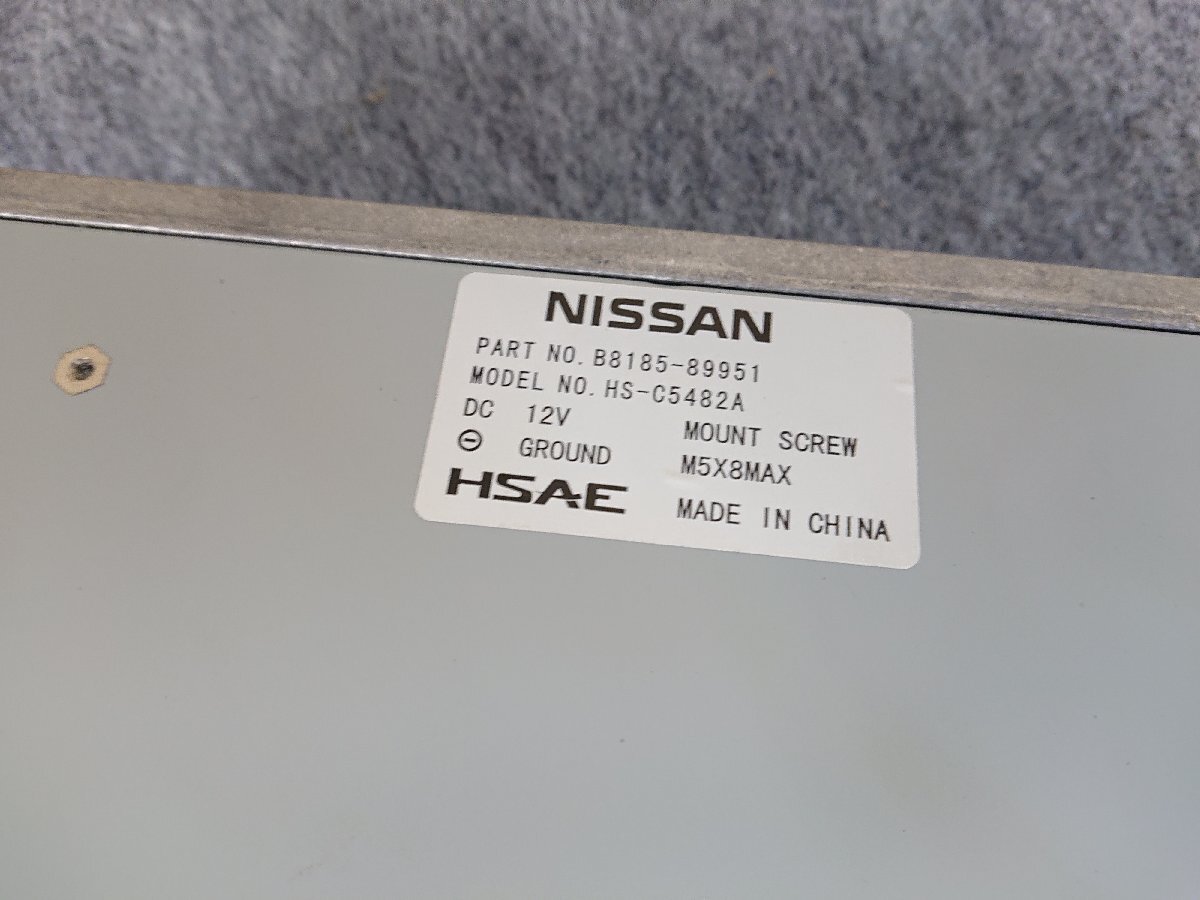 NISSAN
PART NO. B8185-89951
MODEL NO. HS-C5482A
DC 12V MOUNT SCREW
⊖ GROUND M5X8MAX
HSAE MADE IN CHINA